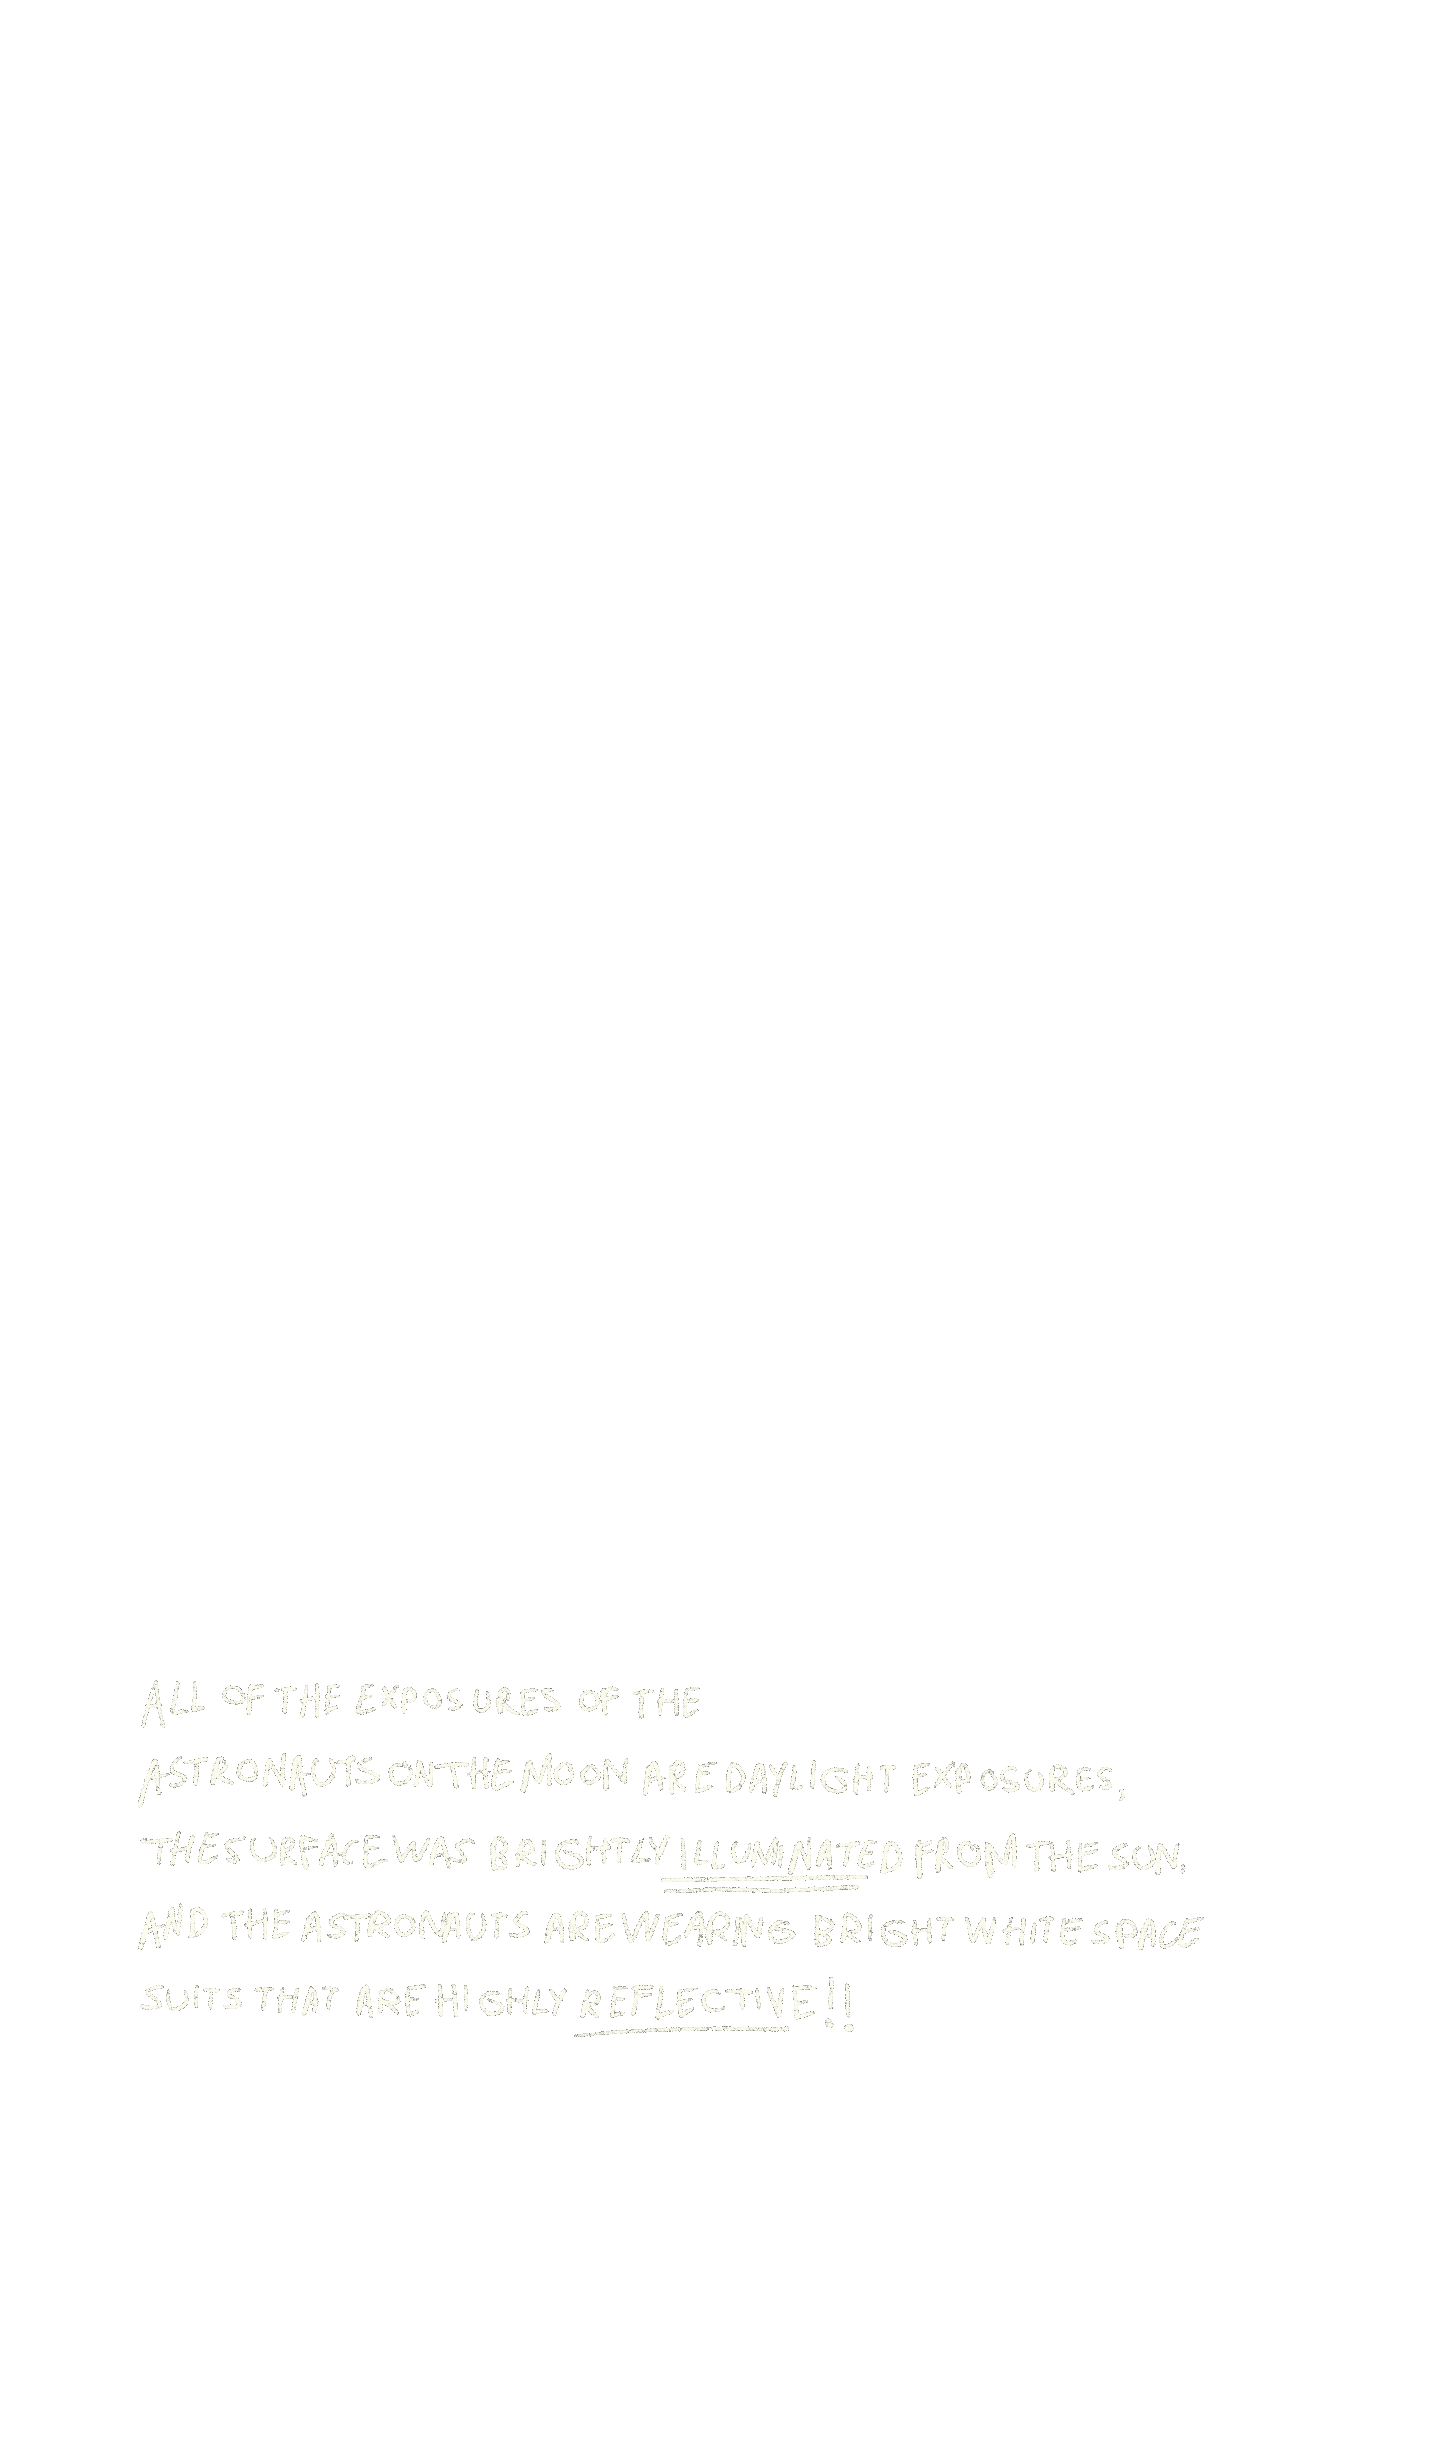 ALL OF THE EXPOSURES OF THE
ASTRONAUTS ON THE MOON ARE DAYLIGHT EXPOSURES,
THE SURFACE WAS BRIGHTLY ILLUMINATED FROM THE SUN,
AND THE ASTRONAUTS ARE WEARING BRIGHT WHITE SPACE
SUITS THAT ARE HIGHLY REFLECTIVE!!